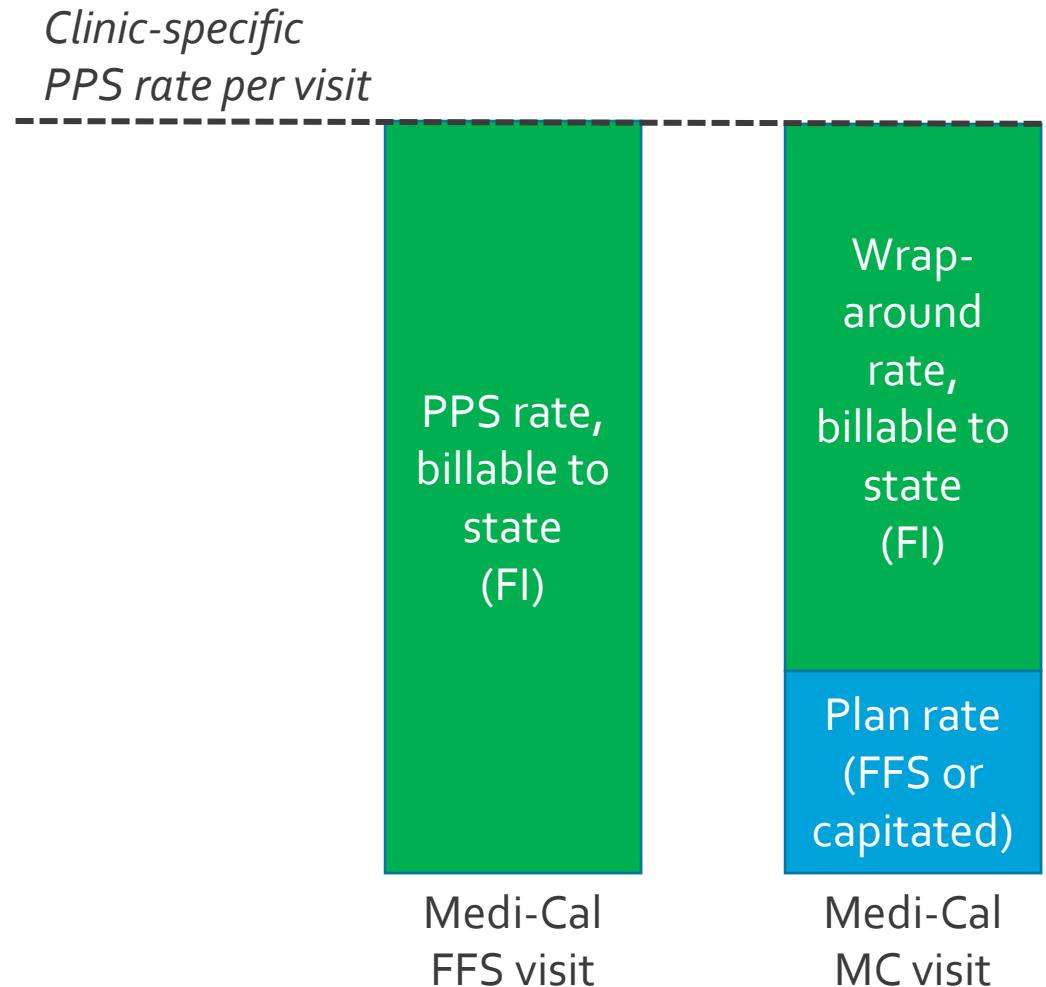 Clinic-specific
PPS rate per visit
PPS rate,
billable to
state
(FI)
Wrap-
around
rate,
billable to
state
(FI)
Plan rate
(FFS or
capitated)
Medi-Cal
FFS visit
Medi-Cal
MC visit